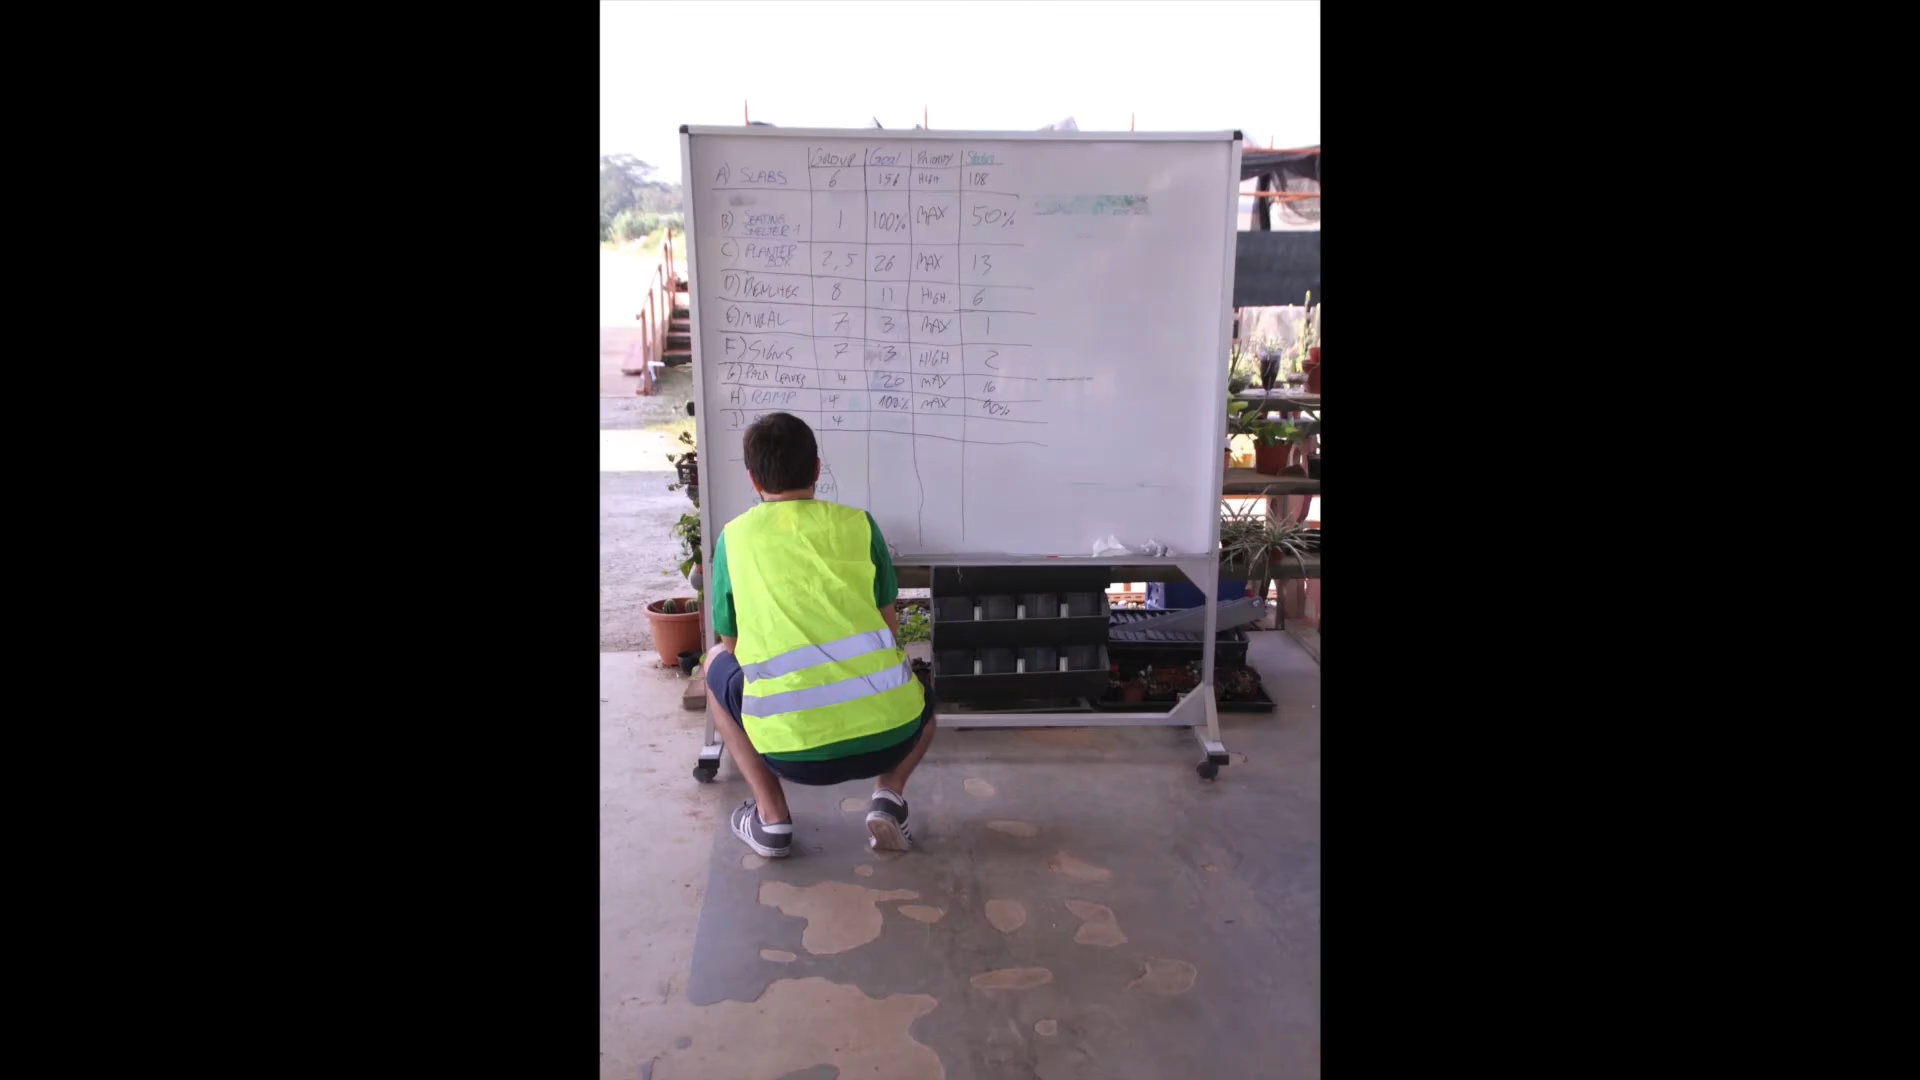 GROUP GOAL PRIORITY Status
A) SLABS 6 HIGH 108
B) SEATING SHELTER 1 1 100% MAX 50%
C) PLANTER BOX 2, 5 26 MAX 13
D) BENCHES 8 11 HIGH. 6
E) MURAL 7 3 MAX 1
F) SIGNS 7 3 HIGH 2
G) PALM LEAVES 4 20 MAX 16
H) RAMP 4 100% MAX 90%
I) 4